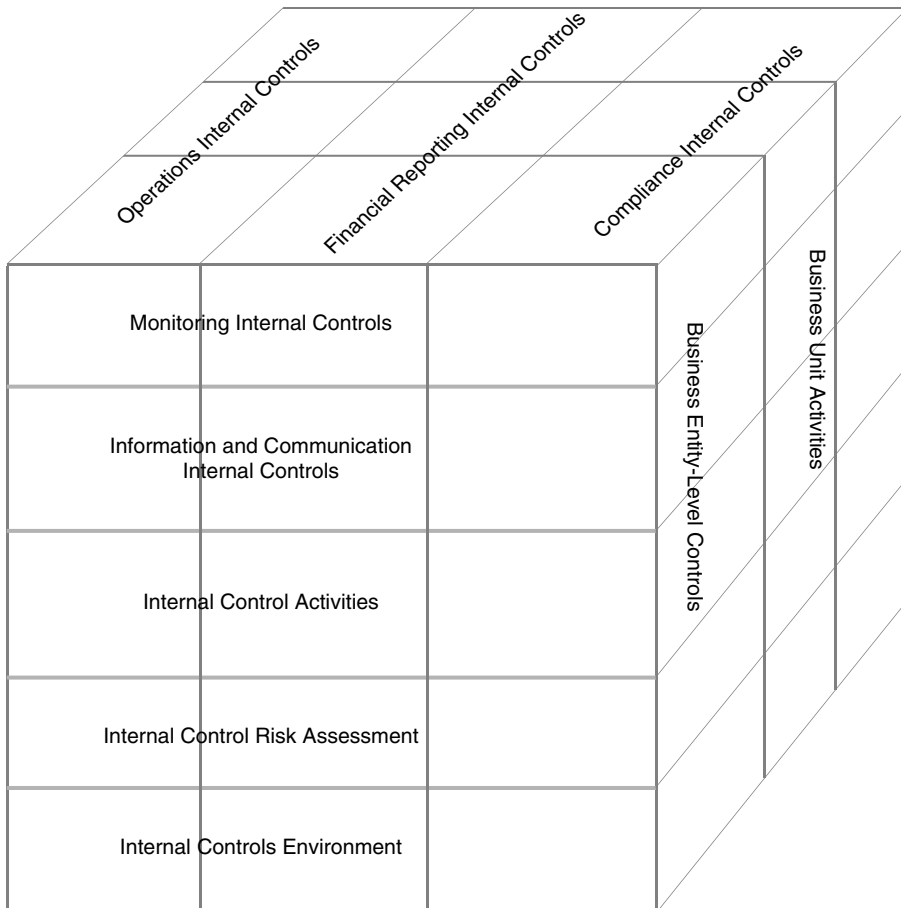 Operations Internal Controls
Financial Reporting Internal Controls
Compliance Internal Controls
Monitoring Internal Controls
Information and Communication
Internal Controls
Internal Control Activities
Internal Control Risk Assessment
Internal Controls Environment
Business Entity-Level Controls
Business Unit Activities